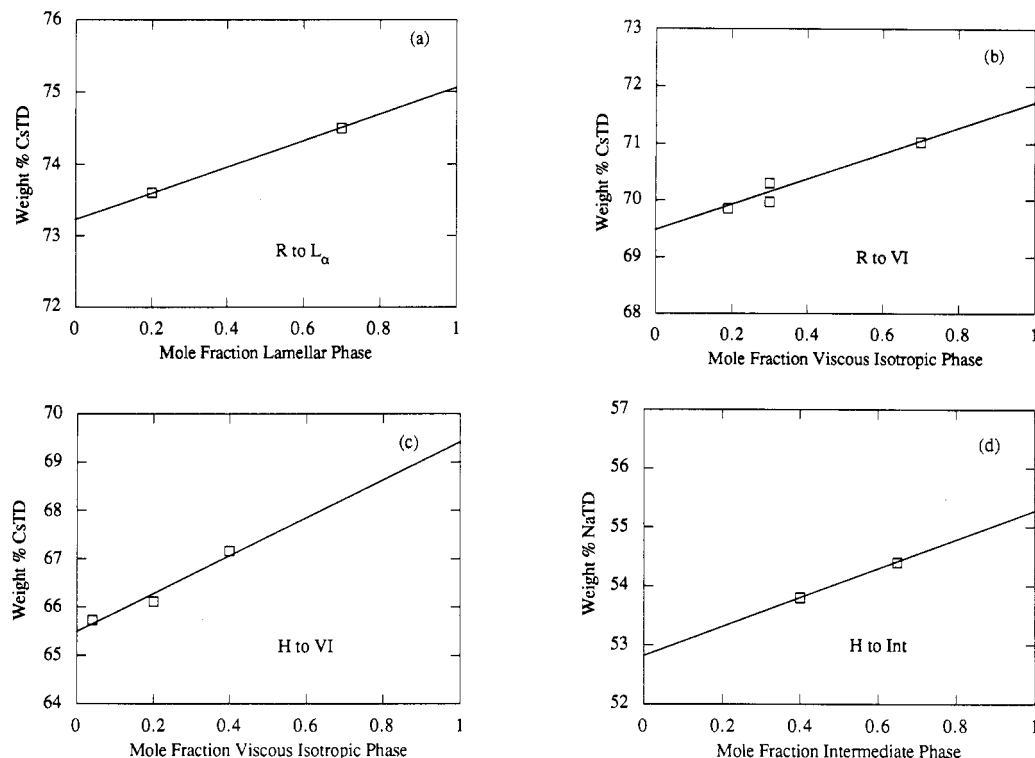 (a)
Weight % CsTD
76
75
74
73
72
R to Lα
0 0.2 0.4 0.6 0.8 1
Mole Fraction Lamellar Phase
(b)
Weight % CsTD
73
72
71
70
69
68
R to VI
0 0.2 0.4 0.6 0.8 1
Mole Fraction Viscous Isotropic Phase
(c)
Weight % CsTD
70
69
68
67
66
65
64
H to VI
0 0.2 0.4 0.6 0.8 1
Mole Fraction Viscous Isotropic Phase
(d)
Weight % NaTD
57
56
55
54
53
52
H to Int
0 0.2 0.4 0.6 0.8 1
Mole Fraction Intermediate Phase